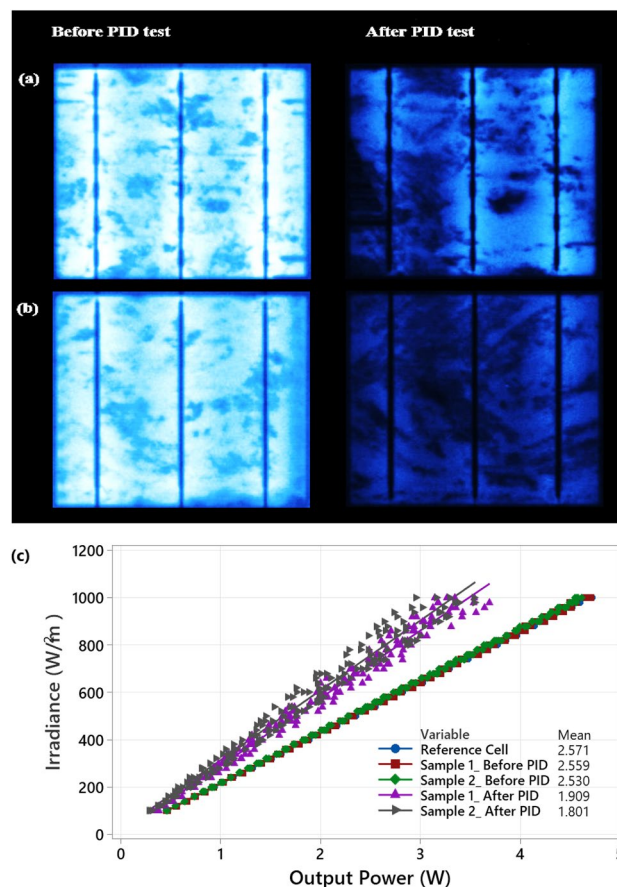 Before PID test After PID test
(a)
(b)
(c)
1200
1000
800
600
400
200
0
Irradiance (W/²m)
0 1 2 3 4 5
Output Power (W)
Variable Mean
Reference Cell 2.571
Sample 1_ Before PID 2.559
Sample 2_ Before PID 2.530
Sample 1_ After PID 1.909
Sample 2_ After PID 1.801